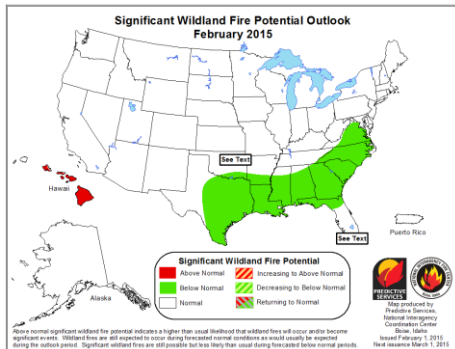 Significant Wildland Fire Potential Outlook
February 2015
See Text
Hawaii
See Text
Puerto Rico
Alaska
Significant Wildland Fire Potential
Above Normal
Increasing to Above Normal
Below Normal
Decreasing to Below Normal
Normal
Returning to Normal
PREDICTIVE
SERVICES
Map produced by
Predictive Services,
National Interagency
Coordination Center
Boise, Idaho
Issued February 1, 2015
Next issuance March 1, 2015
Above normal significant wildland fire potential indicates a higher than usual likelihood that wildland fires will occur and/or become
significant events. Wildland fires are still expected to occur during forecasted normal conditions as would usually be expected
during the outlook period. Significant wildland fires are still possible but less likely than usual during forecasted below normal periods.